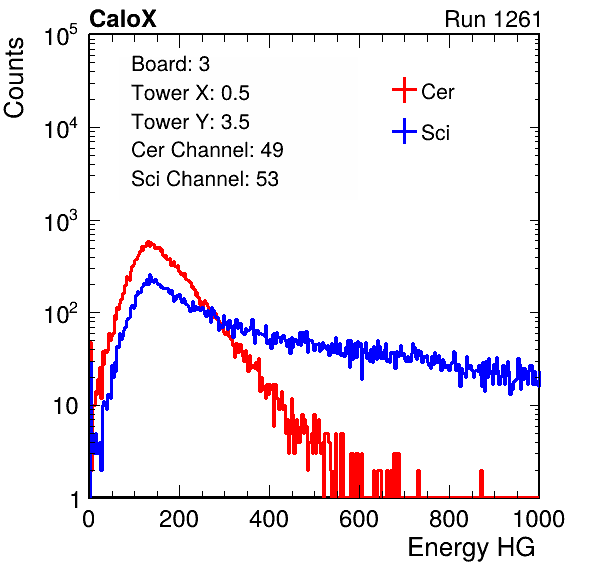 CaloX Run 1261
Counts
10^5
10^4
10^3
10^2
10
1
Board: 3
Tower X: 0.5
Tower Y: 3.5
Cer Channel: 49
Sci Channel: 53
Cer
Sci
0 200 400 600 800 1000
Energy HG